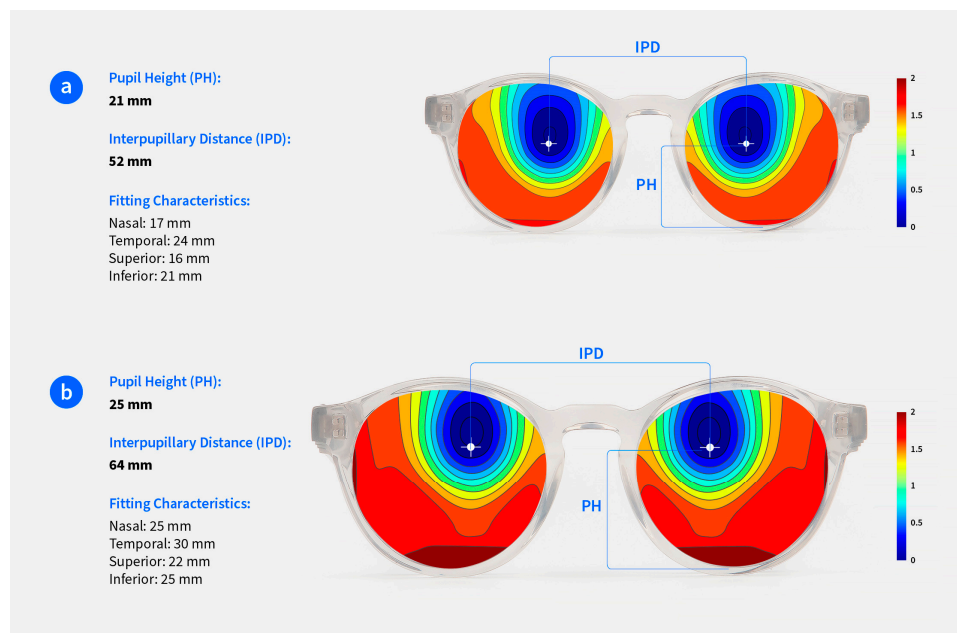 IPD
a
Pupil Height (PH):
21 mm
Interpupillary Distance (IPD):
52 mm
Fitting Characteristics:
Nasal: 17 mm
Temporal: 24 mm
Superior: 16 mm
Inferior: 21 mm
PH
2
1.5
1
0.5
0
IPD
b
Pupil Height (PH):
25 mm
Interpupillary Distance (IPD):
64 mm
Fitting Characteristics:
Nasal: 25 mm
Temporal: 30 mm
Superior: 22 mm
Inferior: 25 mm
PH
2
1.5
1
0.5
0